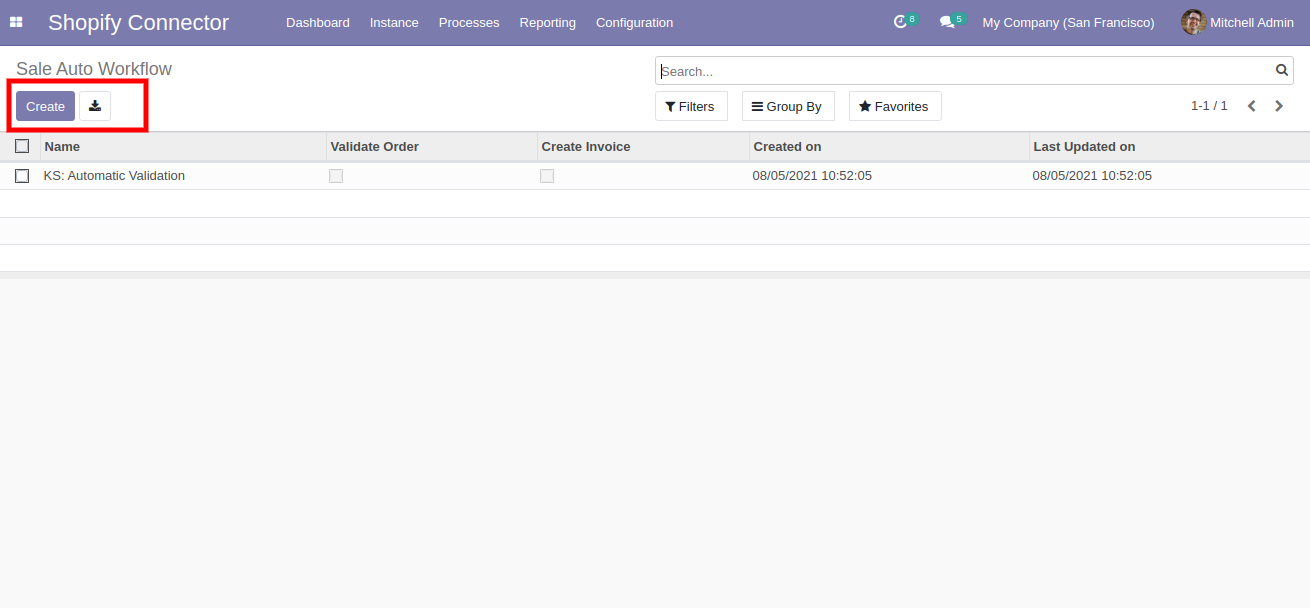 Shopify Connector Dashboard Instance Processes Reporting Configuration 8 5 My Company (San Francisco) Mitchell Admin
Sale Auto Workflow
Search...
Create Filters Group By Favorites 1-1 / 1
Name Validate Order Create Invoice Created on Last Updated on
KS: Automatic Validation 08/05/2021 10:52:05 08/05/2021 10:52:05